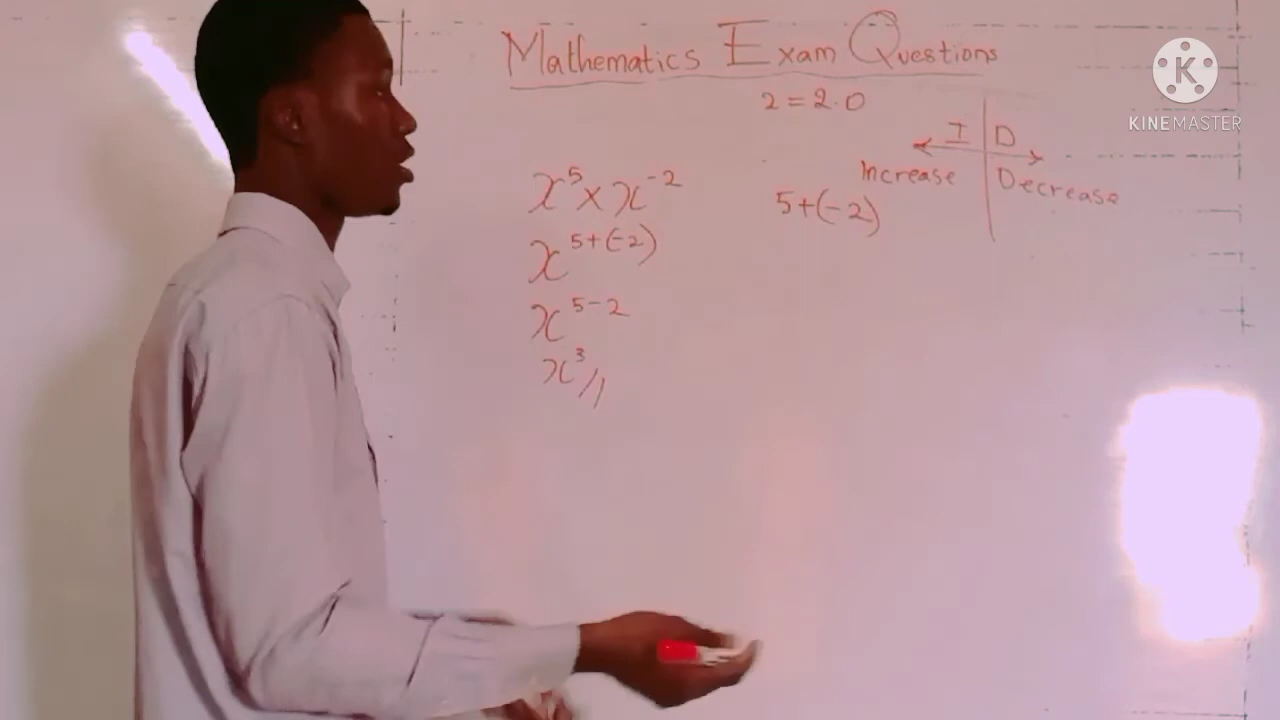 Mathematics Exam Questions
2 = 2.0
I | D
Increase Decrease
x⁵ × x⁻² 5+(-2)
x⁵⁺⁽⁻²⁾
x⁵⁻²
x³//
K
KINEMASTER